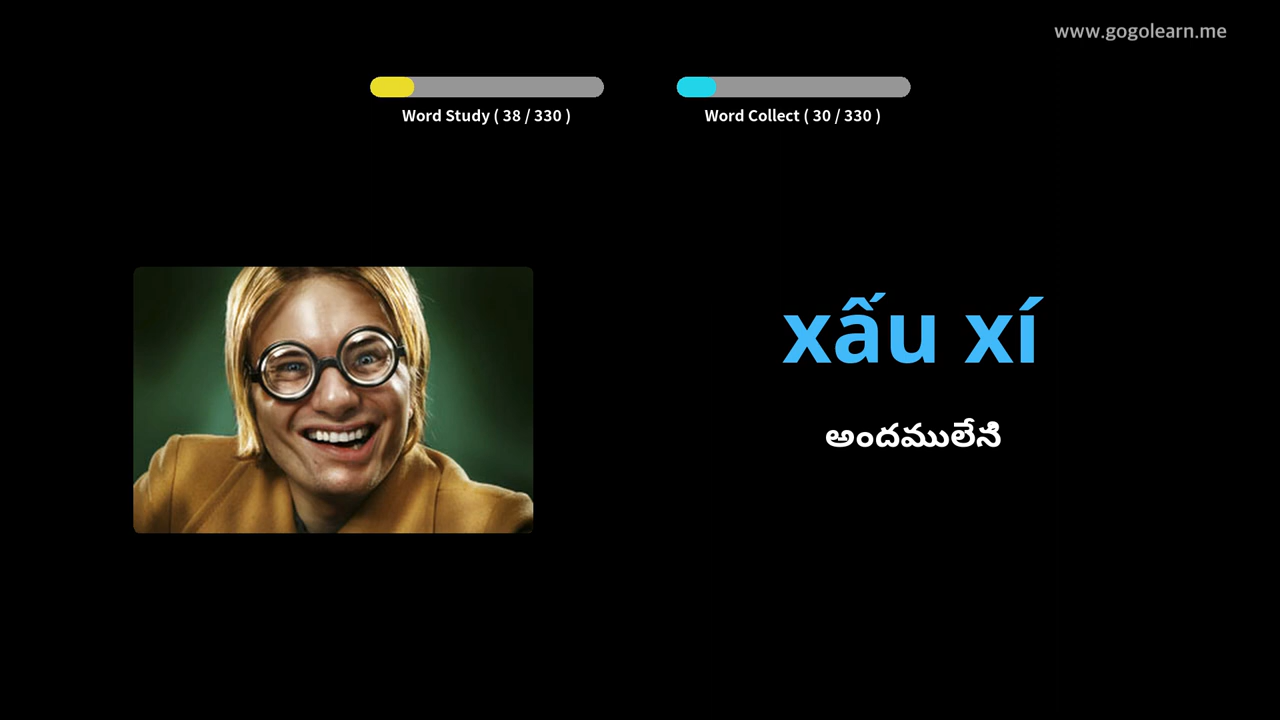 www.gogolearn.me
Word Study ( 38 / 330 )
Word Collect ( 30 / 330 )
xấu xí
అందములేని